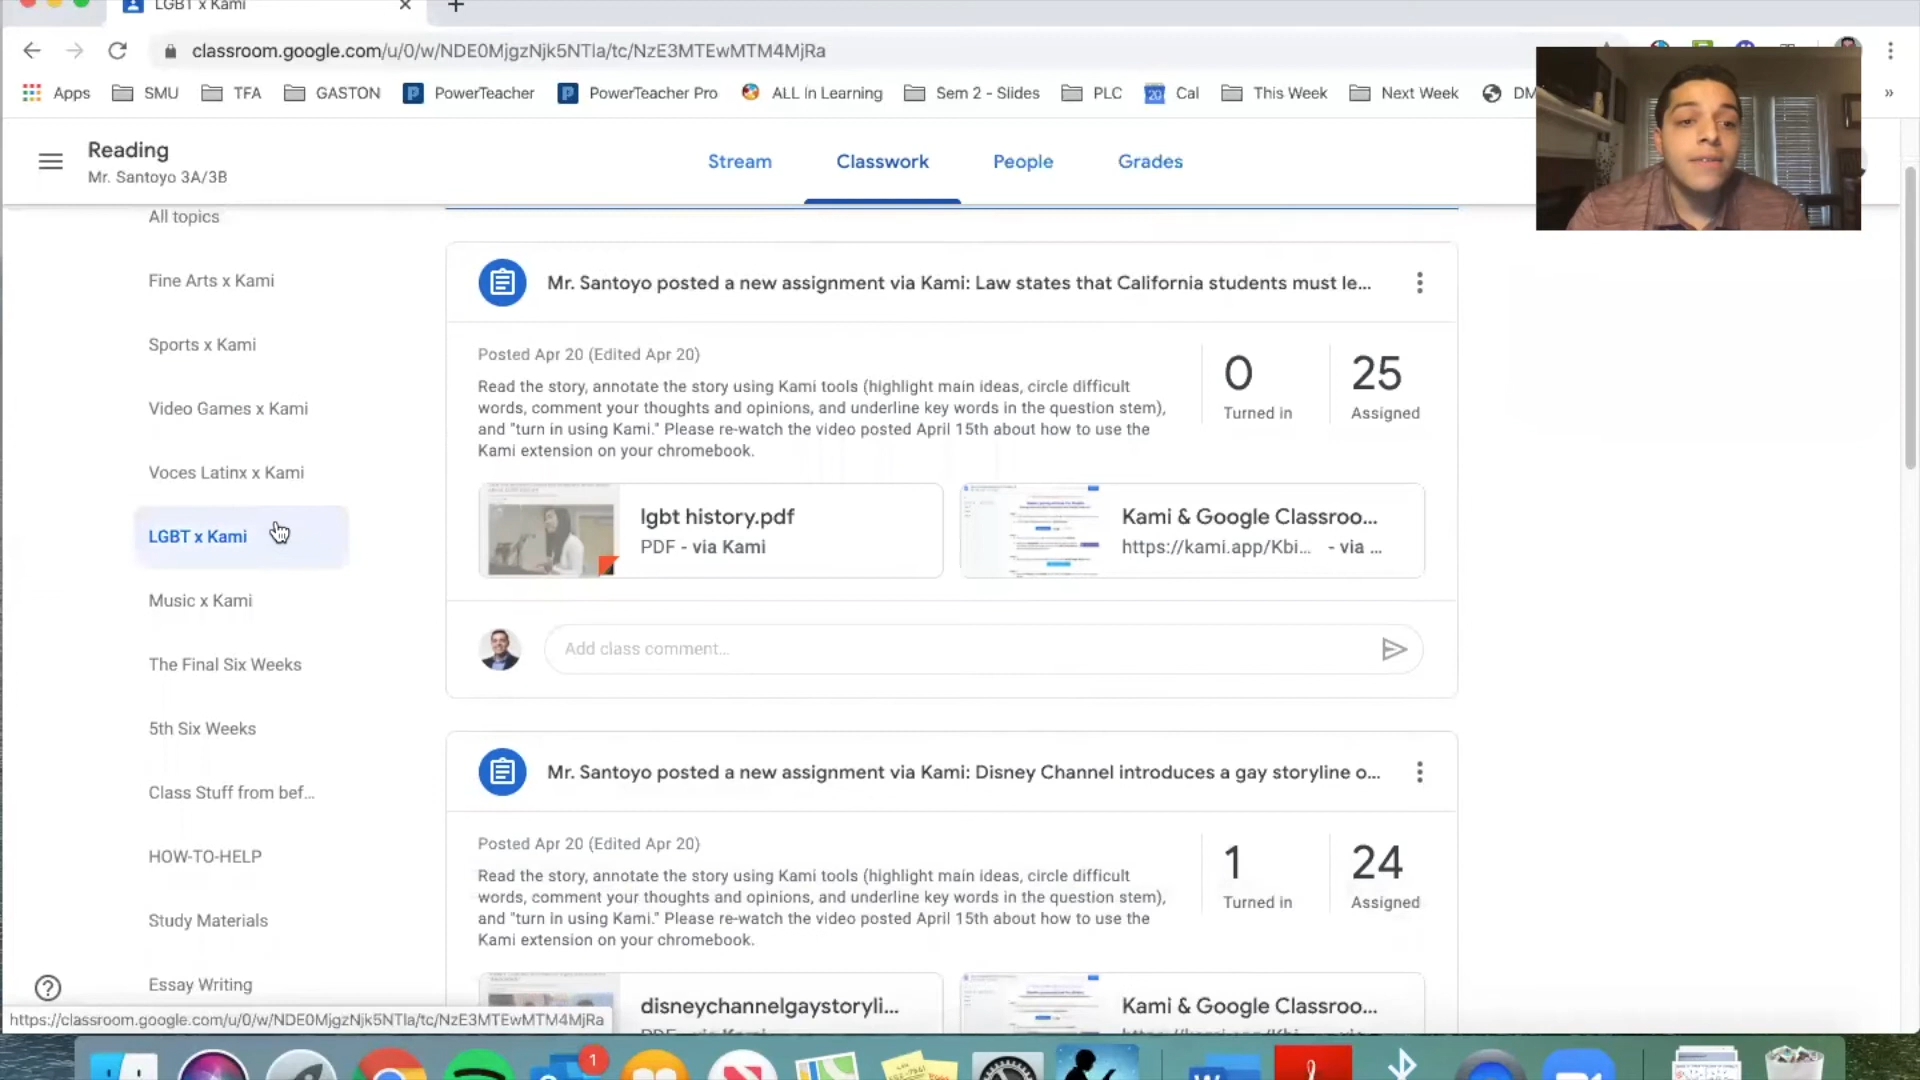 LGBT x Kami
classroom.google.com/u/0/w/NDE0MjgzNjk5NTla/tc/NzE3MTEwMTM4MjRa
Apps SMU TFA GASTON PowerTeacher PowerTeacher Pro ALL In Learning Sem 2 - Slides PLC Cal This Week Next Week
Reading
Mr. Santoyo 3A/3B
Stream Classwork People Grades
All topics
Fine Arts x Kami
Sports x Kami
Video Games x Kami
Voces Latinx x Kami
LGBT x Kami
Music x Kami
The Final Six Weeks
5th Six Weeks
Class Stuff from bef...
HOW-TO-HELP
Study Materials
Essay Writing
Mr. Santoyo posted a new assignment via Kami: Law states that California students must le...
Posted Apr 20 (Edited Apr 20)
Read the story, annotate the story using Kami tools (highlight main ideas, circle difficult
words, comment your thoughts and opinions, and underline key words in the question stem),
and "turn in using Kami." Please re-watch the video posted April 15th about how to use the
Kami extension on your chromebook.
0
Turned in
25
Assigned
lgbt history.pdf
PDF - via Kami
Kami & Google Classroo...
https://kami.app/Kbi... - via ...
Add class comment...
Mr. Santoyo posted a new assignment via Kami: Disney Channel introduces a gay storyline o...
Posted Apr 20 (Edited Apr 20)
Read the story, annotate the story using Kami tools (highlight main ideas, circle difficult
words, comment your thoughts and opinions, and underline key words in the question stem),
and "turn in using Kami." Please re-watch the video posted April 15th about how to use the
Kami extension on your chromebook.
1
Turned in
24
Assigned
disneychannelgaystoryli...
Kami & Google Classroo...
https://classroom.google.com/u/0/w/NDE0MjgzNjk5NTla/tc/NzE3MTEwMTM4MjRa
1